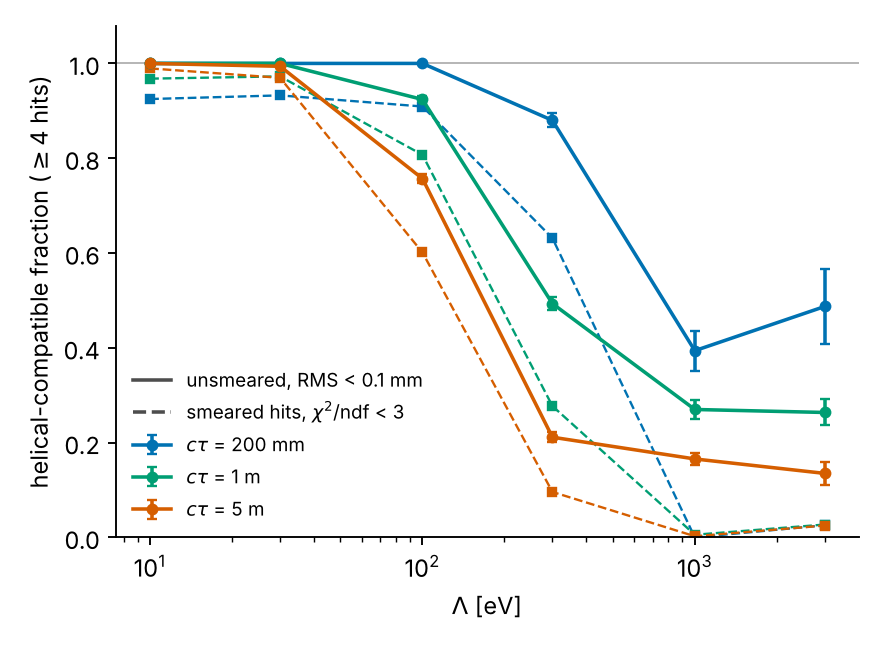 helical-compatible fraction ( ≥ 4 hits)
1.0
0.8
0.6
0.4
0.2
0.0
unsmeared, RMS < 0.1 mm
smeared hits, χ²/ndf < 3
cτ = 200 mm
cτ = 1 m
cτ = 5 m
10¹ 10² 10³
Λ [eV]